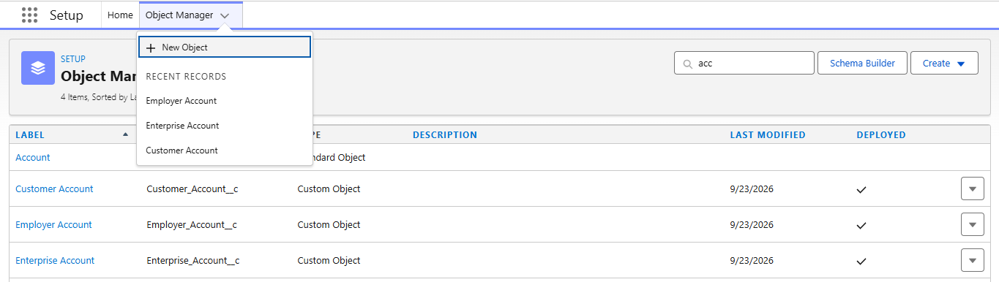 Setup Home Object Manager
New Object
RECENT RECORDS
Employer Account
Enterprise Account
Customer Account
SETUP
Object Mar
4 Items, Sorted by La
acc Schema Builder Create
LABEL PE DESCRIPTION LAST MODIFIED DEPLOYED
Account ndard Object
Customer Account Customer_Account__c Custom Object 9/23/2026
Employer Account Employer_Account__c Custom Object 9/23/2026
Enterprise Account Enterprise_Account__c Custom Object 9/23/2026